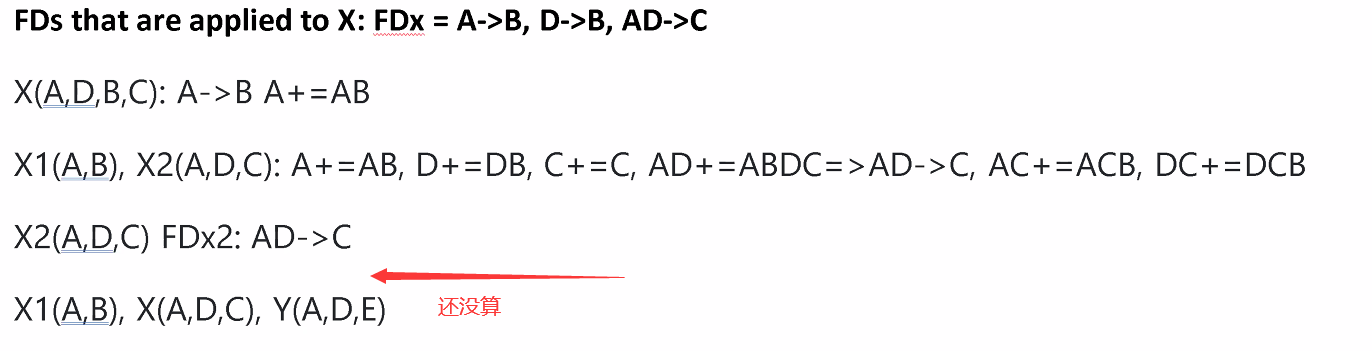 FDs that are applied to X: FDx = A->B, D->B, AD->C
X(A,D,B,C): A->B A+=AB
X1(A,B), X2(A,D,C): A+=AB, D+=DB, C+=C, AD+=ABDC=>AD->C, AC+=ACB, DC+=DCB
X2(A,D,C) FDx2: AD->C
X1(A,B), X(A,D,C), Y(A,D,E)
还没算